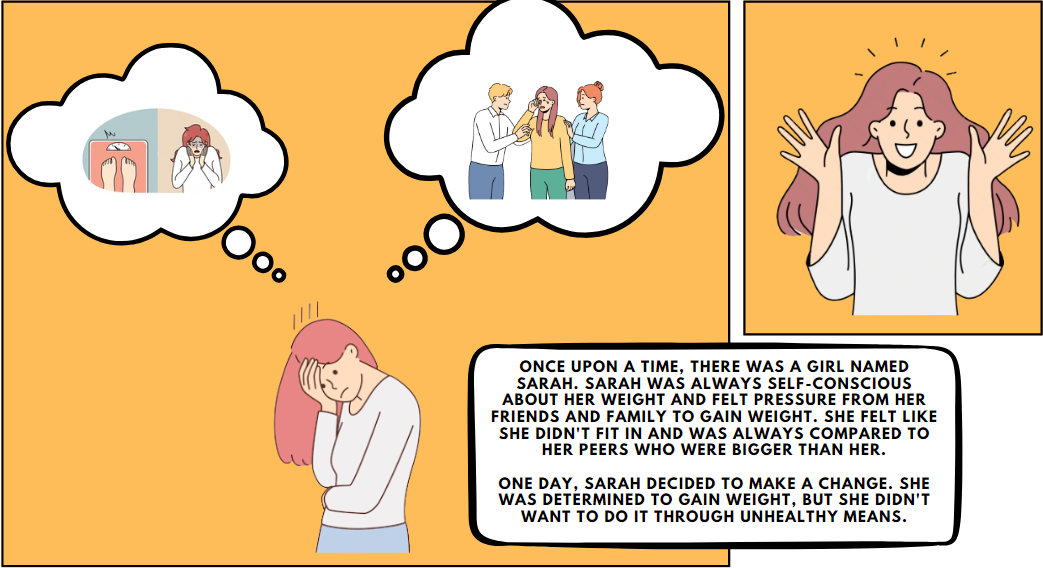 ONCE UPON A TIME, THERE WAS A GIRL NAMED
SARAH. SARAH WAS ALWAYS SELF-CONSCIOUS
ABOUT HER WEIGHT AND FELT PRESSURE FROM HER
FRIENDS AND FAMILY TO GAIN WEIGHT. SHE FELT LIKE
SHE DIDN'T FIT IN AND WAS ALWAYS COMPARED TO
HER PEERS WHO WERE BIGGER THAN HER.
ONE DAY, SARAH DECIDED TO MAKE A CHANGE. SHE
WAS DETERMINED TO GAIN WEIGHT, BUT SHE DIDN'T
WANT TO DO IT THROUGH UNHEALTHY MEANS.